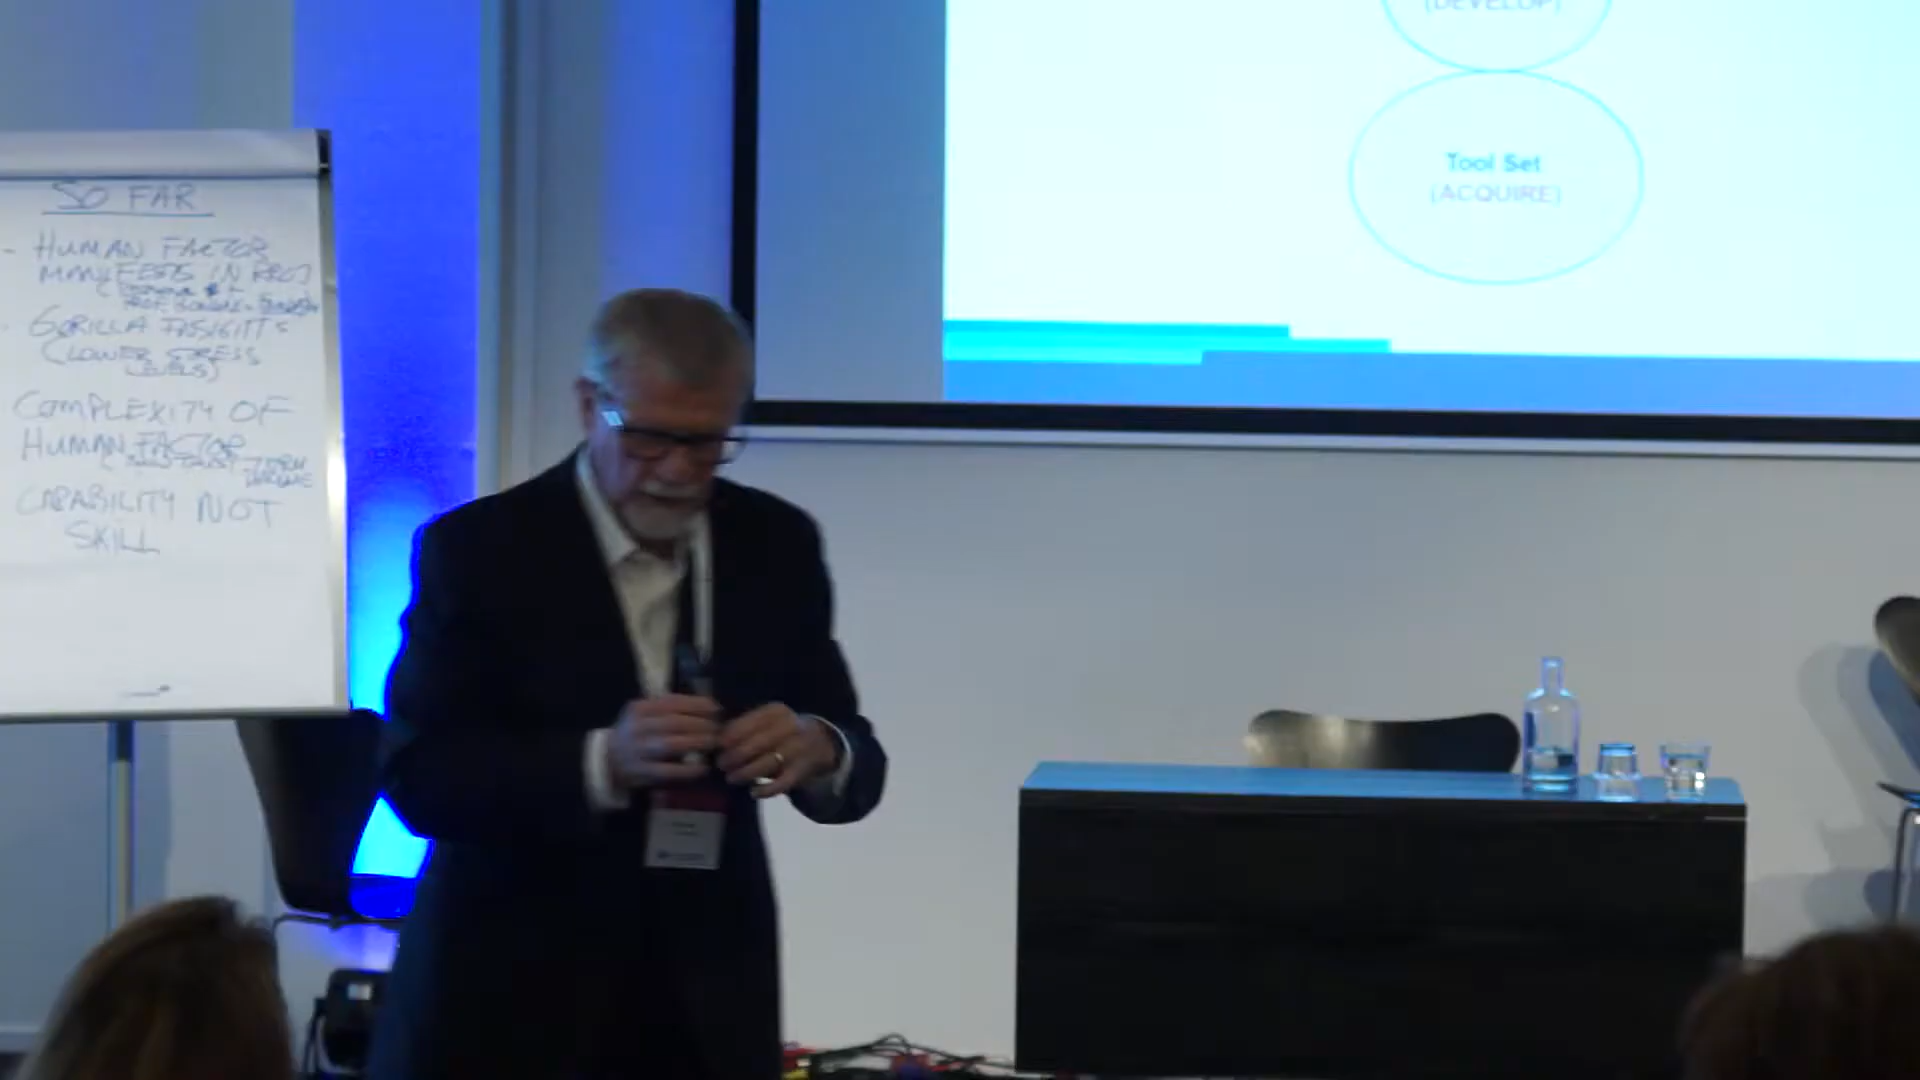 SO FAR
- HUMAN FACTOR
MANIFESTS IN PROJ
- GORILLA INSIGHTS
(LOWER STRESS
LEVELS)
COMPLEXITY OF
HUMAN FACTOR
CAPABILITY NOT
SKILL
(DEVELOP)
Tool Set
(ACQUIRE)